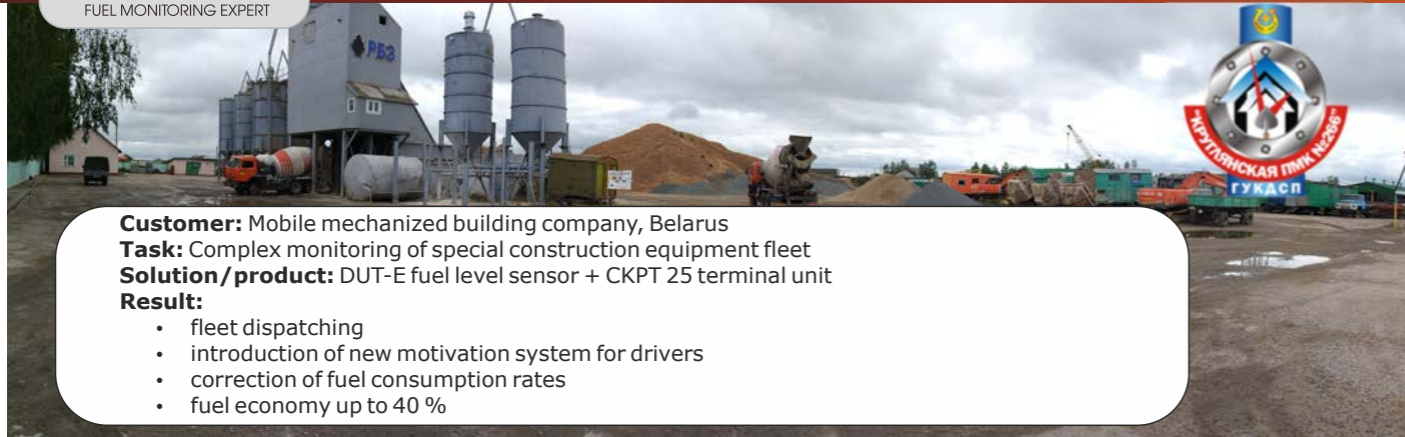 FUEL MONITORING EXPERT
РБЗ
"КРУГЛЯНСКАЯ ПМК №266"
ГУКДСП
Customer: Mobile mechanized building company, Belarus
Task: Complex monitoring of special construction equipment fleet
Solution/product: DUT-E fuel level sensor + CKPT 25 terminal unit
Result:
• fleet dispatching
• introduction of new motivation system for drivers
• correction of fuel consumption rates
• fuel economy up to 40 %